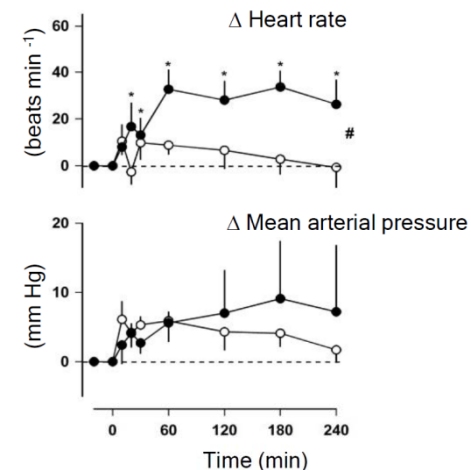 Δ Heart rate
60
40
20
0
(beats min ⁻¹)
* * * * * *
#
Δ Mean arterial pressure
20
10
0
(mm Hg)
0 60 120 180 240
Time (min)